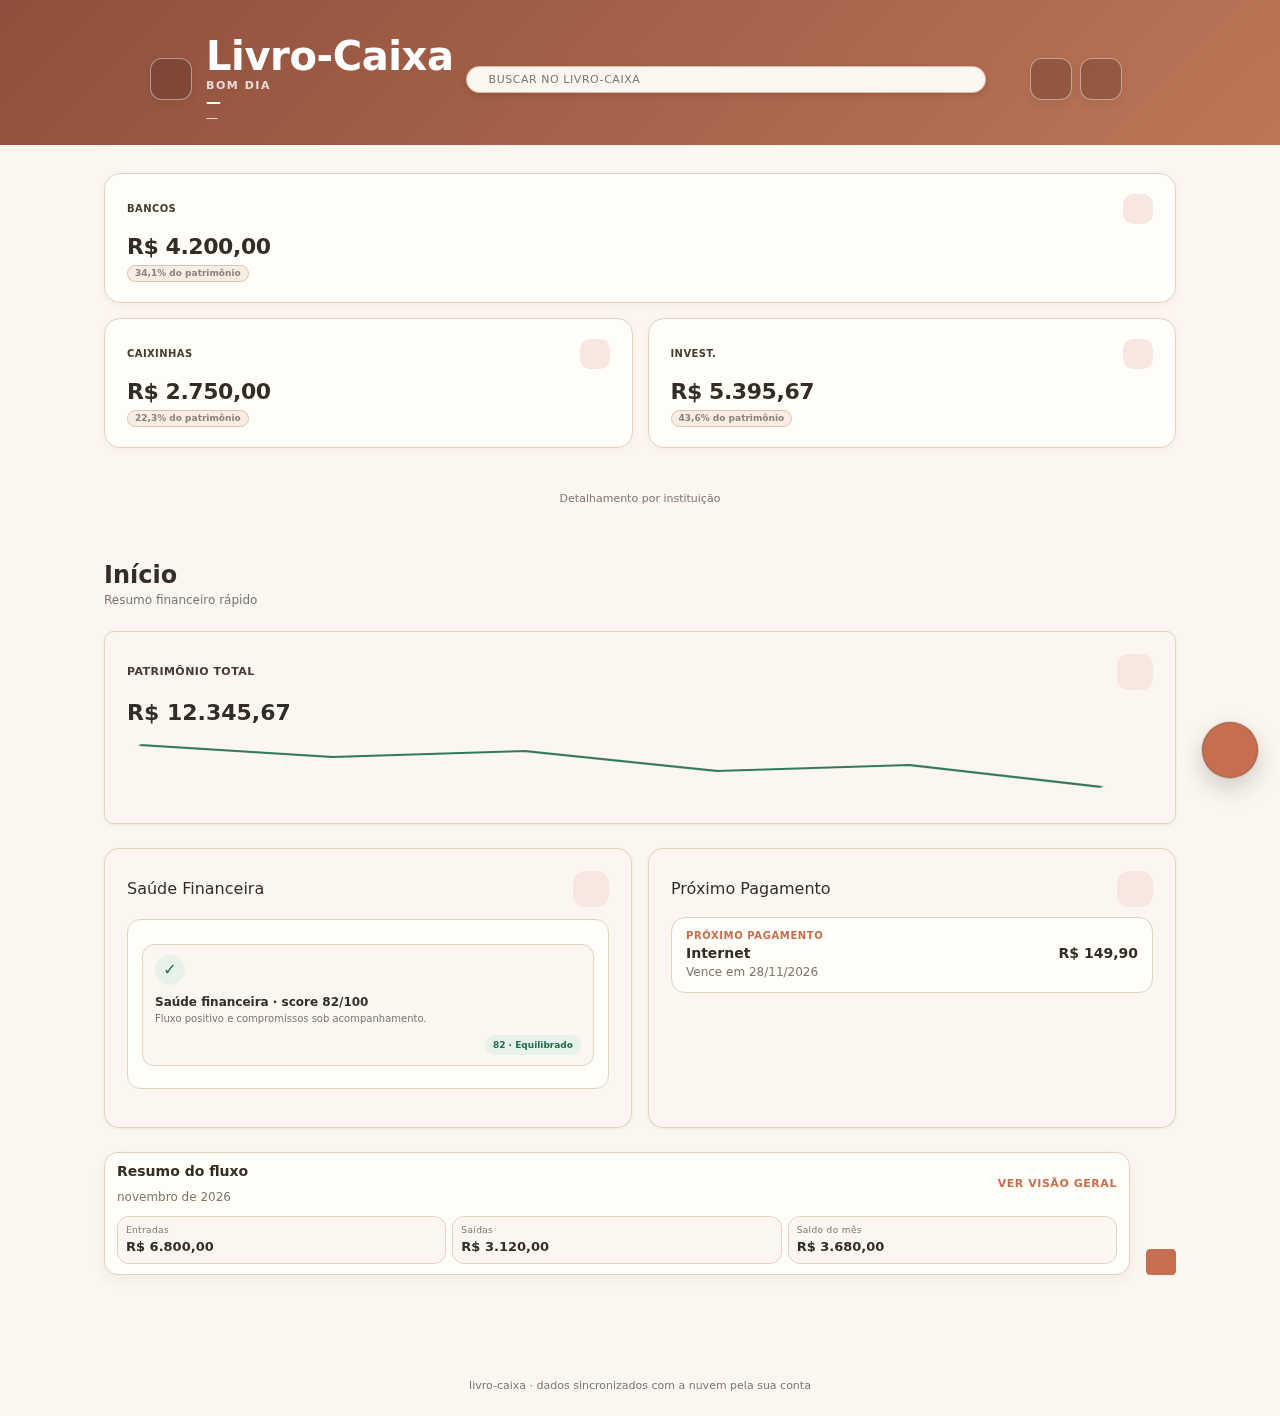 Livro-Caixa
BOM DIA
—
—
BUSCAR NO LIVRO-CAIXA
BANCOS
R$ 4.200,00
34,1% do patrimônio
CAIXINHAS
R$ 2.750,00
22,3% do patrimônio
INVEST.
R$ 5.395,67
43,6% do patrimônio
Detalhamento por instituição
Início
Resumo financeiro rápido
PATRIMÔNIO TOTAL
R$ 12.345,67
Saúde Financeira
✓
Saúde financeira · score 82/100
Fluxo positivo e compromissos sob acompanhamento.
82 · Equilibrado
Próximo Pagamento
PRÓXIMO PAGAMENTO
Internet
R$ 149,90
Vence em 28/11/2026
Resumo do fluxo
novembro de 2026
VER VISÃO GERAL
Entradas
R$ 6.800,00
Saídas
R$ 3.120,00
Saldo do mês
R$ 3.680,00
livro-caixa · dados sincronizados com a nuvem pela sua conta